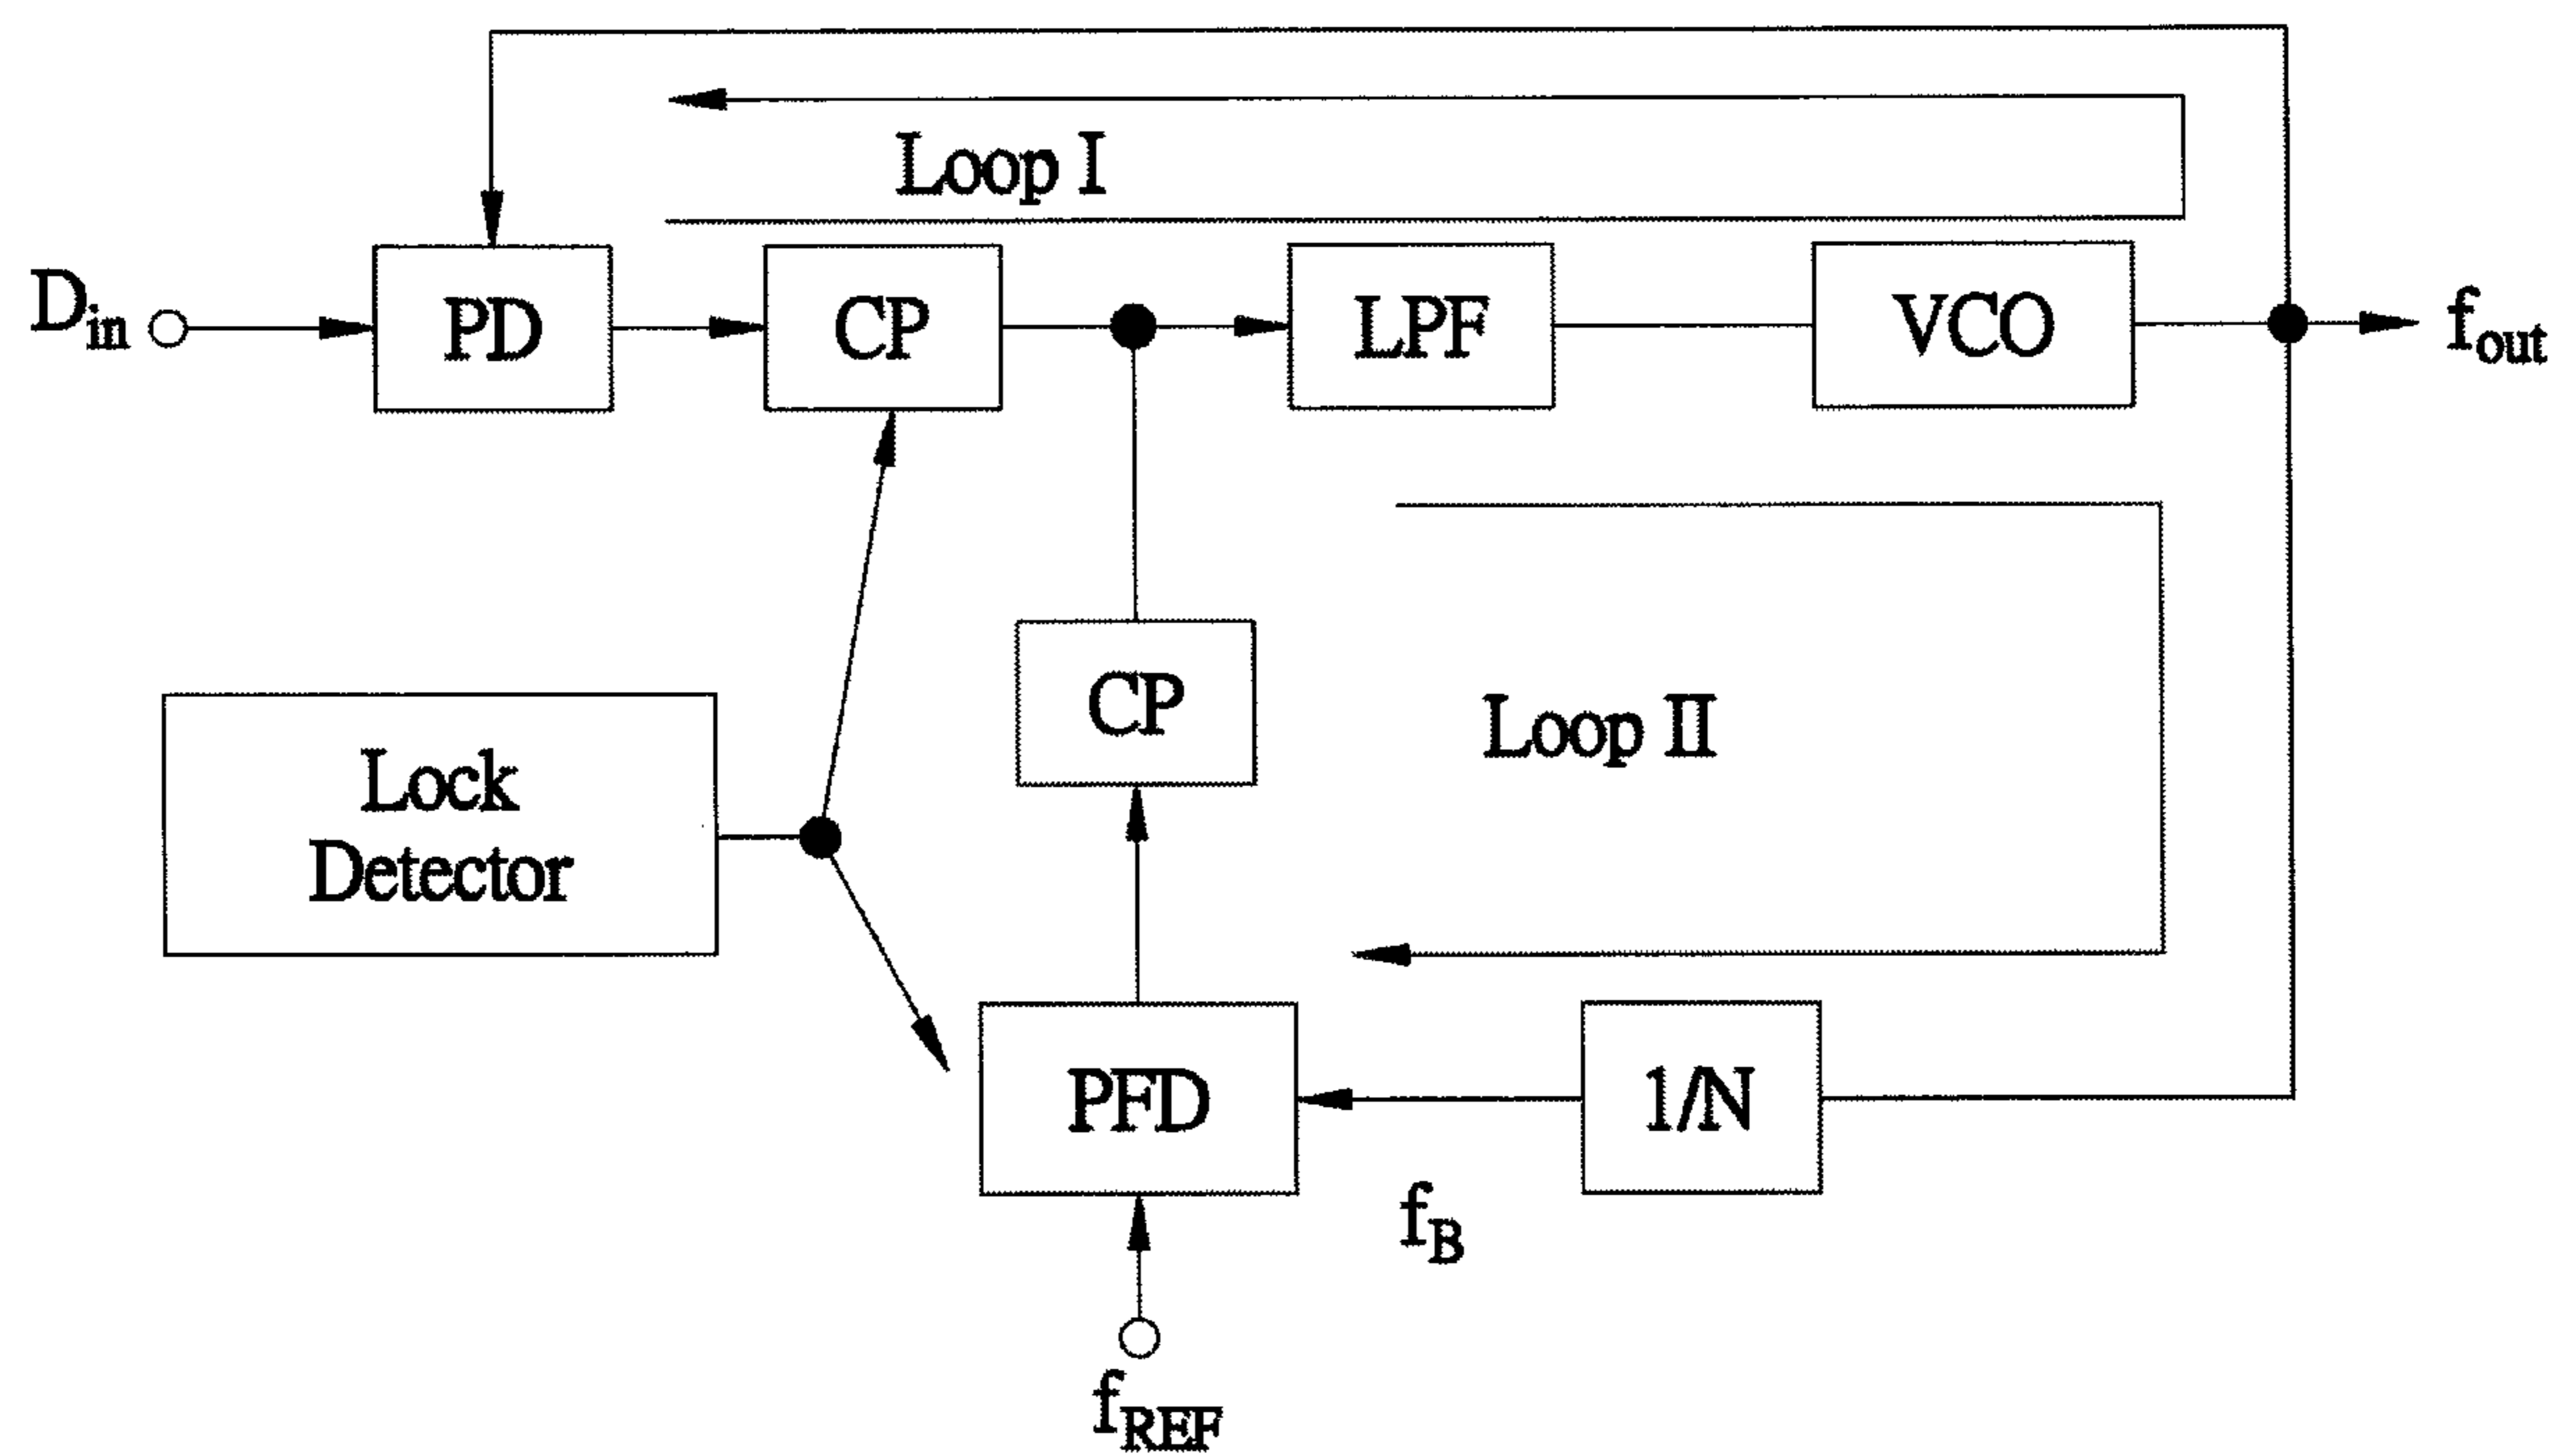 Loop I
D_in
PD
CP
LPF
VCO
f_out
CP
Loop II
Lock
Detector
PFD
1/N
f_B
f_REF